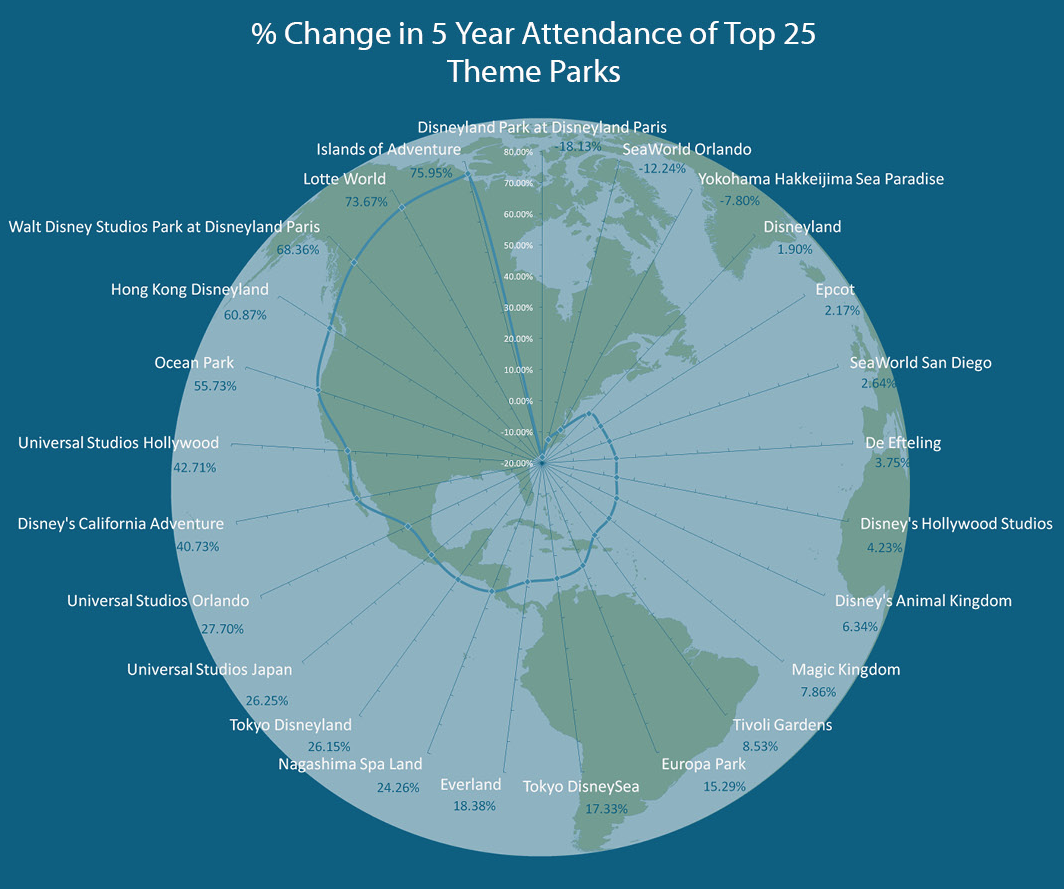 % Change in 5 Year Attendance of Top 25
Theme Parks
Disneyland Park at Disneyland Paris
-18.13%
SeaWorld Orlando
-12.24%
Yokohama Hakkeijima Sea Paradise
-7.80%
Disneyland
1.90%
Epcot
2.17%
SeaWorld San Diego
2.64%
De Efteling
3.75%
Disney's Hollywood Studios
4.23%
Disney's Animal Kingdom
6.34%
Magic Kingdom
7.86%
Tivoli Gardens
8.53%
Europa Park
15.29%
Tokyo DisneySea
17.33%
Everland
18.38%
Nagashima Spa Land
24.26%
Tokyo Disneyland
26.15%
Universal Studios Japan
26.25%
Universal Studios Orlando
27.70%
Disney's California Adventure
40.73%
Universal Studios Hollywood
42.71%
Ocean Park
55.73%
Hong Kong Disneyland
60.87%
Walt Disney Studios Park at Disneyland Paris
68.36%
Lotte World
73.67%
Islands of Adventure
75.95%
80.00%
70.00%
60.00%
50.00%
40.00%
30.00%
20.00%
10.00%
0.00%
-10.00%
-20.00%